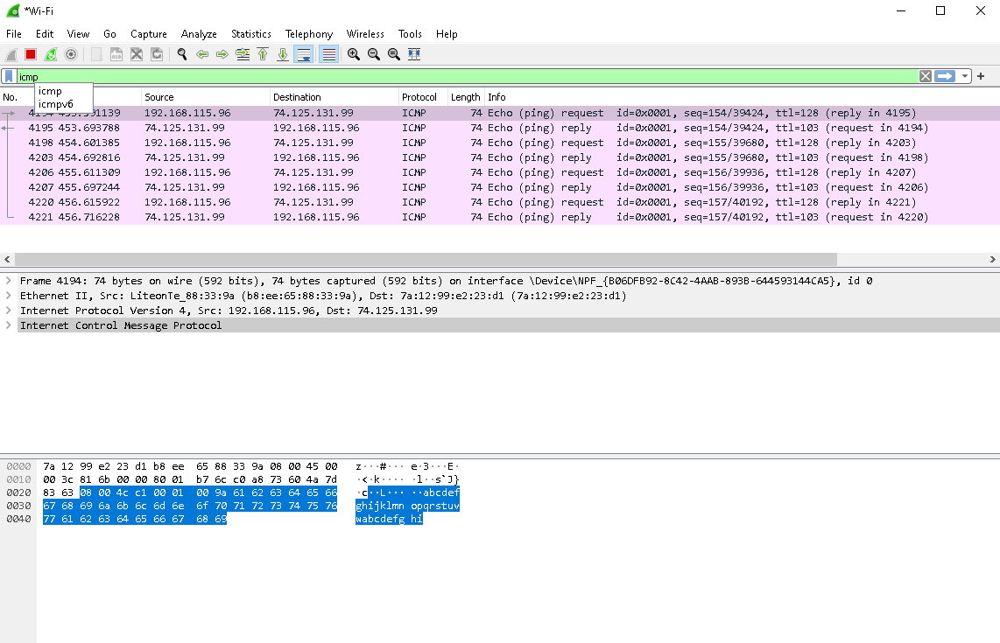 *Wi-Fi
File Edit View Go Capture Analyze Statistics Telephony Wireless Tools Help
icmp
icmp
icmpv6
No. Source Destination Protocol Length Info
192.168.115.96 74.125.131.99 ICMP 74 Echo (ping) request id=0x0001, seq=154/39424, ttl=128 (reply in 4195)
4195 453.693788 74.125.131.99 192.168.115.96 ICMP 74 Echo (ping) reply id=0x0001, seq=154/39424, ttl=103 (request in 4194)
4198 454.601385 192.168.115.96 74.125.131.99 ICMP 74 Echo (ping) request id=0x0001, seq=155/39680, ttl=128 (reply in 4203)
4203 454.692816 74.125.131.99 192.168.115.96 ICMP 74 Echo (ping) reply id=0x0001, seq=155/39680, ttl=103 (request in 4198)
4206 455.611309 192.168.115.96 74.125.131.99 ICMP 74 Echo (ping) request id=0x0001, seq=156/39936, ttl=128 (reply in 4207)
4207 455.697244 74.125.131.99 192.168.115.96 ICMP 74 Echo (ping) reply id=0x0001, seq=156/39936, ttl=103 (request in 4206)
4220 456.615922 192.168.115.96 74.125.131.99 ICMP 74 Echo (ping) request id=0x0001, seq=157/40192, ttl=128 (reply in 4221)
4221 456.716228 74.125.131.99 192.168.115.96 ICMP 74 Echo (ping) reply id=0x0001, seq=157/40192, ttl=103 (request in 4220)
Frame 4194: 74 bytes on wire (592 bits), 74 bytes captured (592 bits) on interface \Device\NPF_{B06DFB92-8C42-4AAB-893B-644593144CA5}, id 0
Ethernet II, Src: LiteonTe_88:33:9a (b8:ee:65:88:33:9a), Dst: 7a:12:99:e2:23:d1 (7a:12:99:e2:23:d1)
Internet Protocol Version 4, Src: 192.168.115.96, Dst: 74.125.131.99
Internet Control Message Protocol
0000 7a 12 99 e2 23 d1 b8 ee 65 88 33 9a 08 00 45 00 z···#··· e·3···E·
0010 00 3c 81 6b 00 00 80 01 b7 6c c0 a8 73 60 4a 7d ·<·k···· ·l··s`J}
0020 83 63 08 00 4c c1 00 01 00 9a 61 62 63 64 65 66 ·c··L··· ··abcdef
0030 67 68 69 6a 6b 6c 6d 6e 6f 70 71 72 73 74 75 76 ghijklmn opqrstuv
0040 77 61 62 63 64 65 66 67 68 69 wabcdefg hi